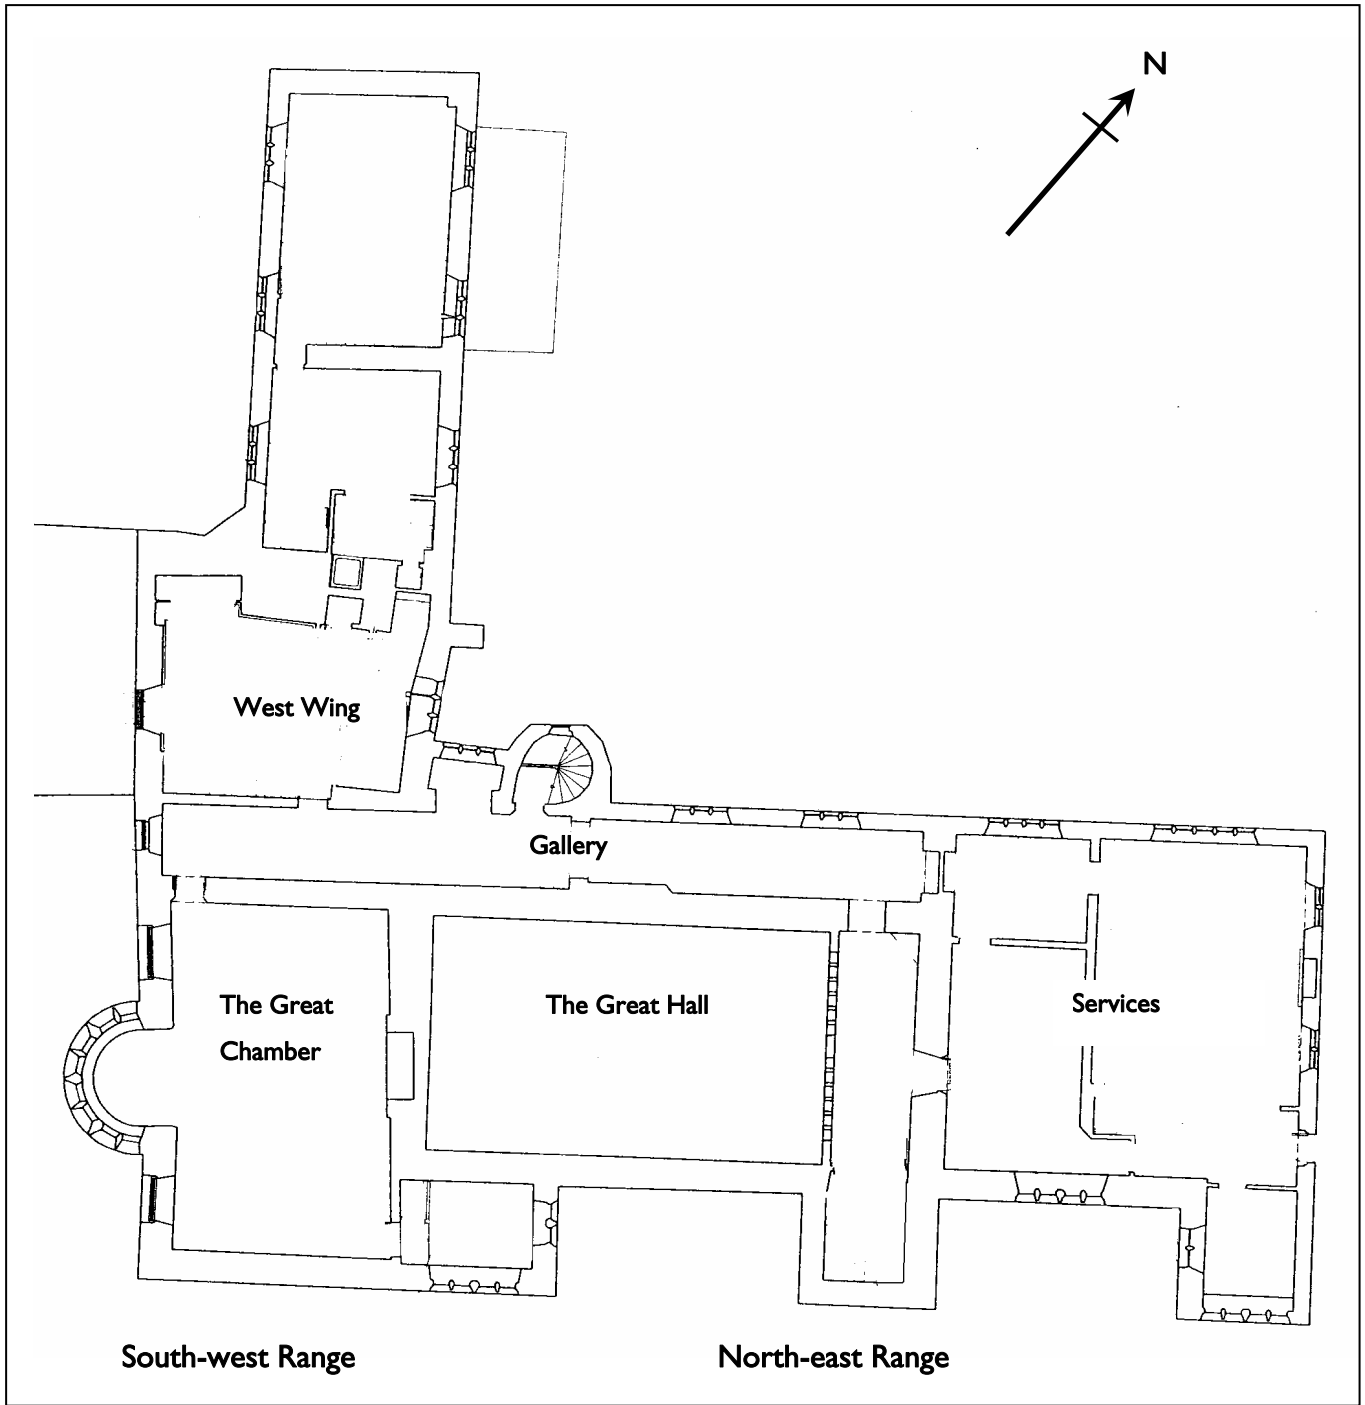 N
West Wing
Gallery
The Great
Chamber
The Great Hall
Services
South-west Range
North-east Range